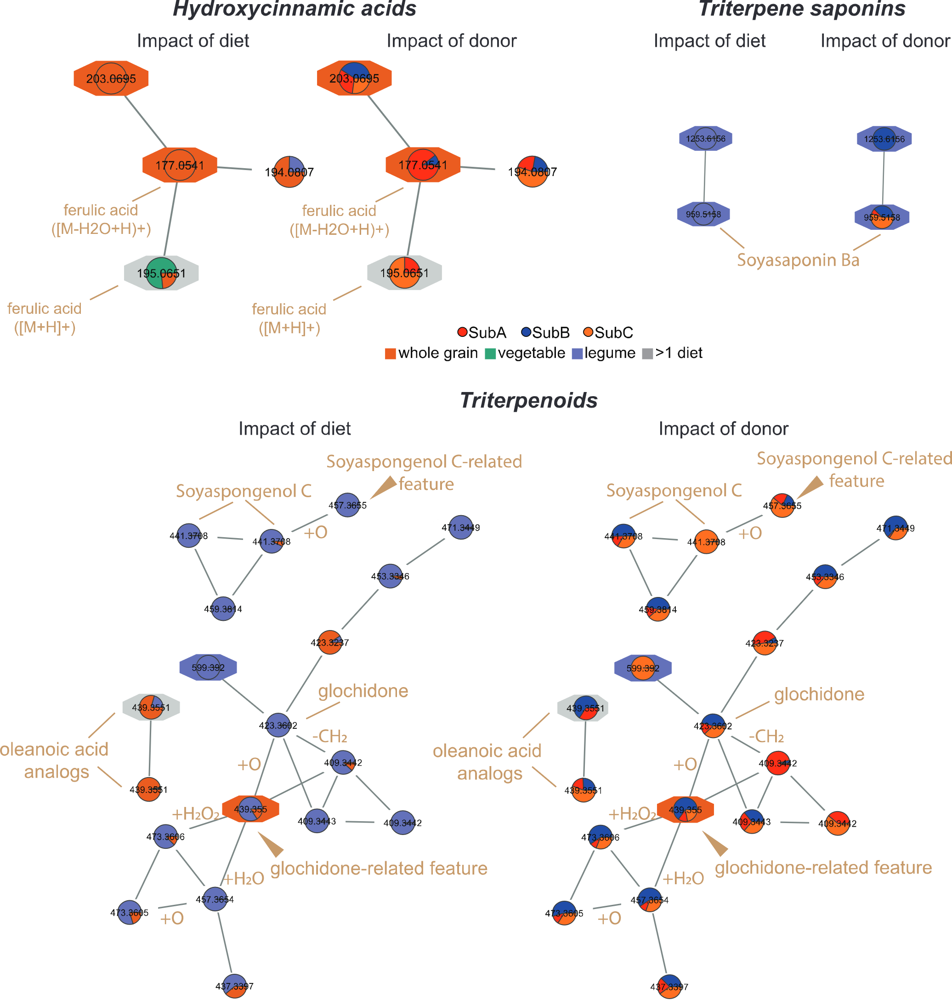 Hydroxycinnamic acids
Triterpene saponins
Impact of diet
Impact of donor
Impact of diet
Impact of donor
203.0695
203.0695
1253.6156
1253.6156
177.0541
194.0807
177.0541
194.0807
959.5158
959.5158
ferulic acid
([M-H2O+H)+)
ferulic acid
([M-H2O+H)+)
Soyasaponin Ba
195.0651
195.0651
ferulic acid
([M+H]+)
ferulic acid
([M+H]+)
SubA SubB SubC
whole grain vegetable legume >1 diet
Triterpenoids
Impact of diet
Impact of donor
Soyaspongenol C-related
feature
Soyaspongenol C-related
feature
Soyaspongenol C
Soyaspongenol C
457.3655
457.3655
441.3708
441.3708
+O
471.3449
441.3708
441.3708
+O
471.3449
453.3346
453.3346
459.3814
459.3814
423.3237
423.3237
599.392
599.392
glochidone
glochidone
439.3551
439.3551
423.3602
423.3602
-CH₂
-CH₂
oleanoic acid
analogs
oleanoic acid
analogs
+O
409.3442
+O
409.3442
439.3551
439.3551
+H₂O₂
439.355
409.3443
409.3442
+H₂O₂
439.355
409.3443
409.3442
473.3606
473.3606
glochidone-related feature
glochidone-related feature
+H₂O
+H₂O
457.3654
457.3654
473.3605
+O
473.3605
+O
437.3397
437.3397